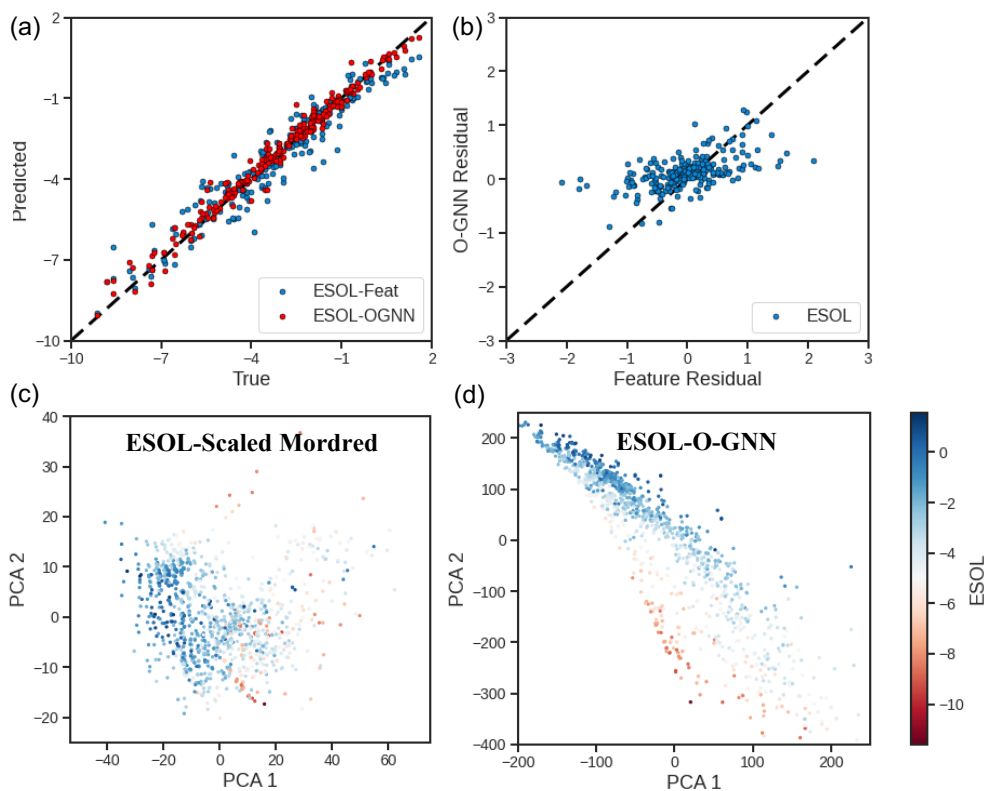 (a)
2
−1
−4
−7
−10
Predicted
ESOL-Feat
ESOL-OGNN
−10 −7 −4 −1 2
True
(b)
3
2
1
0
−1
−2
−3
O-GNN Residual
ESOL
−3 −2 −1 0 1 2 3
Feature Residual
(c)
ESOL-Scaled Mordred
40
30
20
10
0
−10
−20
PCA 2
−40 −20 0 20 40 60
PCA 1
(d)
ESOL-O-GNN
200
100
0
−100
−200
−300
−400
PCA 2
−200 −100 0 100 200
PCA 1
0
−2
−4
−6
−8
−10
ESOL